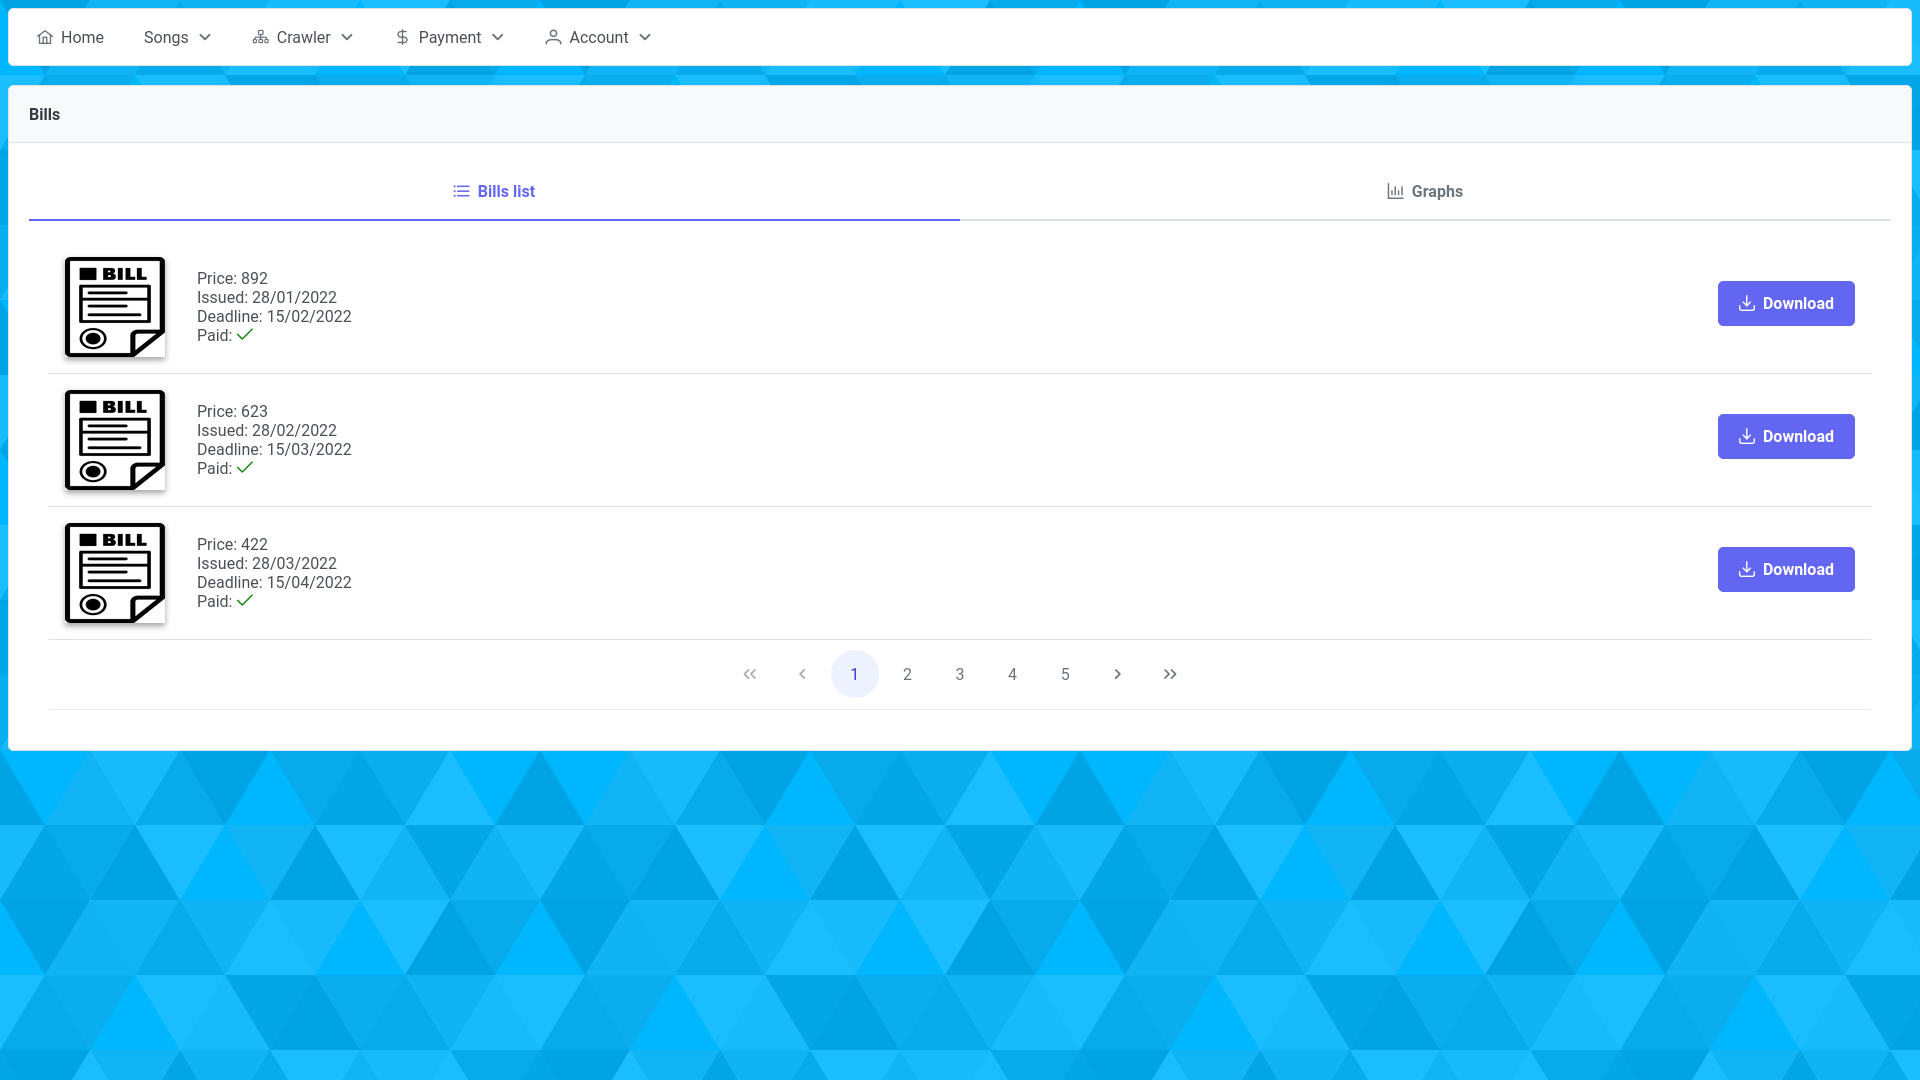 Home Songs Crawler Payment Account
Bills
Bills list Graphs
BILL
Price: 892
Issued: 28/01/2022
Deadline: 15/02/2022
Paid:
Download
BILL
Price: 623
Issued: 28/02/2022
Deadline: 15/03/2022
Paid:
Download
BILL
Price: 422
Issued: 28/03/2022
Deadline: 15/04/2022
Paid:
Download
1 2 3 4 5